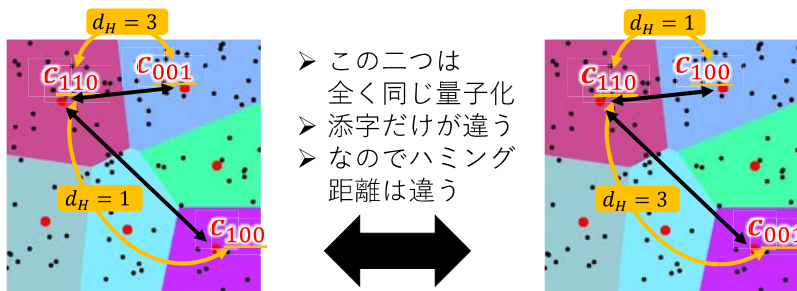 d_H = 3
c_110
c_001
d_H = 1
c_100
➢ この二つは
全く同じ量子化
➢ 添字だけが違う
➢ なのでハミング
距離は違う
d_H = 1
c_110
c_100
d_H = 3
c_001